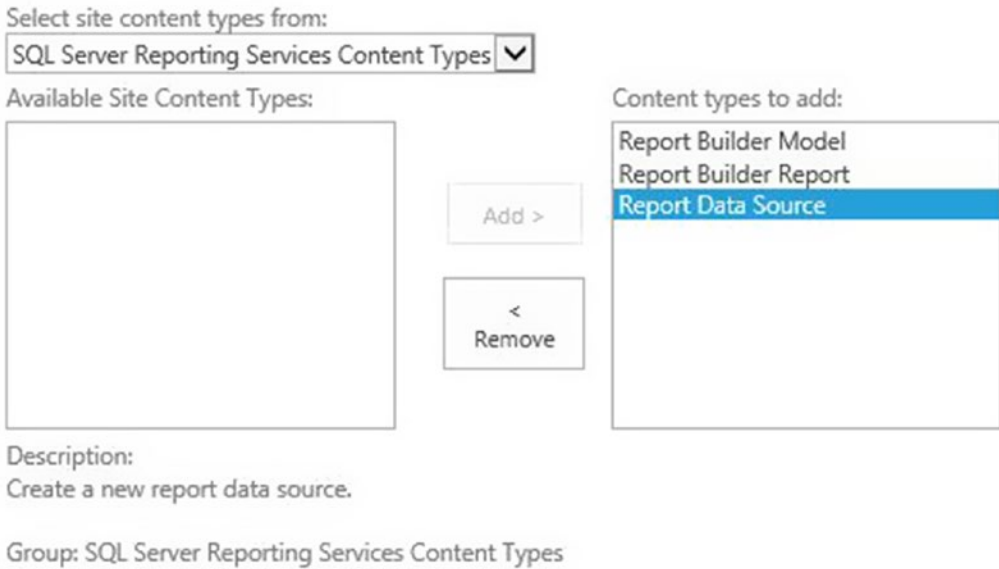 Select site content types from:
SQL Server Reporting Services Content Types
Available Site Content Types:
Content types to add:
Report Builder Model
Report Builder Report
Report Data Source
Add >
<
Remove
Description:
Create a new report data source.
Group: SQL Server Reporting Services Content Types